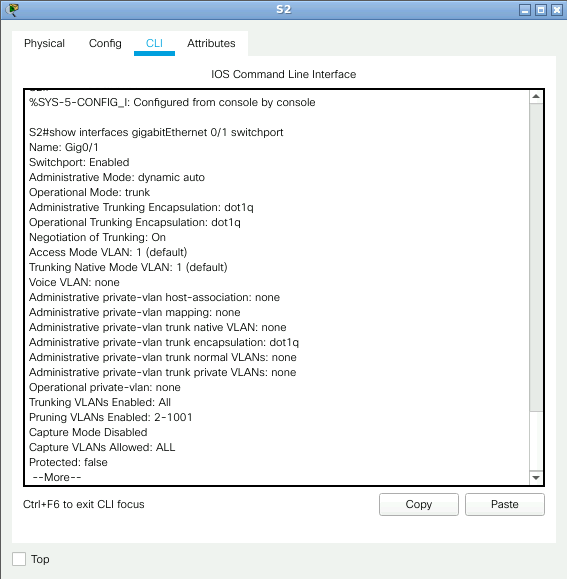 S2
Physical Config CLI Attributes
IOS Command Line Interface
%SYS-5-CONFIG_I: Configured from console by console
S2#show interfaces gigabitEthernet 0/1 switchport
Name: Gig0/1
Switchport: Enabled
Administrative Mode: dynamic auto
Operational Mode: trunk
Administrative Trunking Encapsulation: dot1q
Operational Trunking Encapsulation: dot1q
Negotiation of Trunking: On
Access Mode VLAN: 1 (default)
Trunking Native Mode VLAN: 1 (default)
Voice VLAN: none
Administrative private-vlan host-association: none
Administrative private-vlan mapping: none
Administrative private-vlan trunk native VLAN: none
Administrative private-vlan trunk encapsulation: dot1q
Administrative private-vlan trunk normal VLANs: none
Administrative private-vlan trunk private VLANs: none
Operational private-vlan: none
Trunking VLANs Enabled: All
Pruning VLANs Enabled: 2-1001
Capture Mode Disabled
Capture VLANs Allowed: ALL
Protected: false
--More--
Ctrl+F6 to exit CLI focus Copy Paste
Top